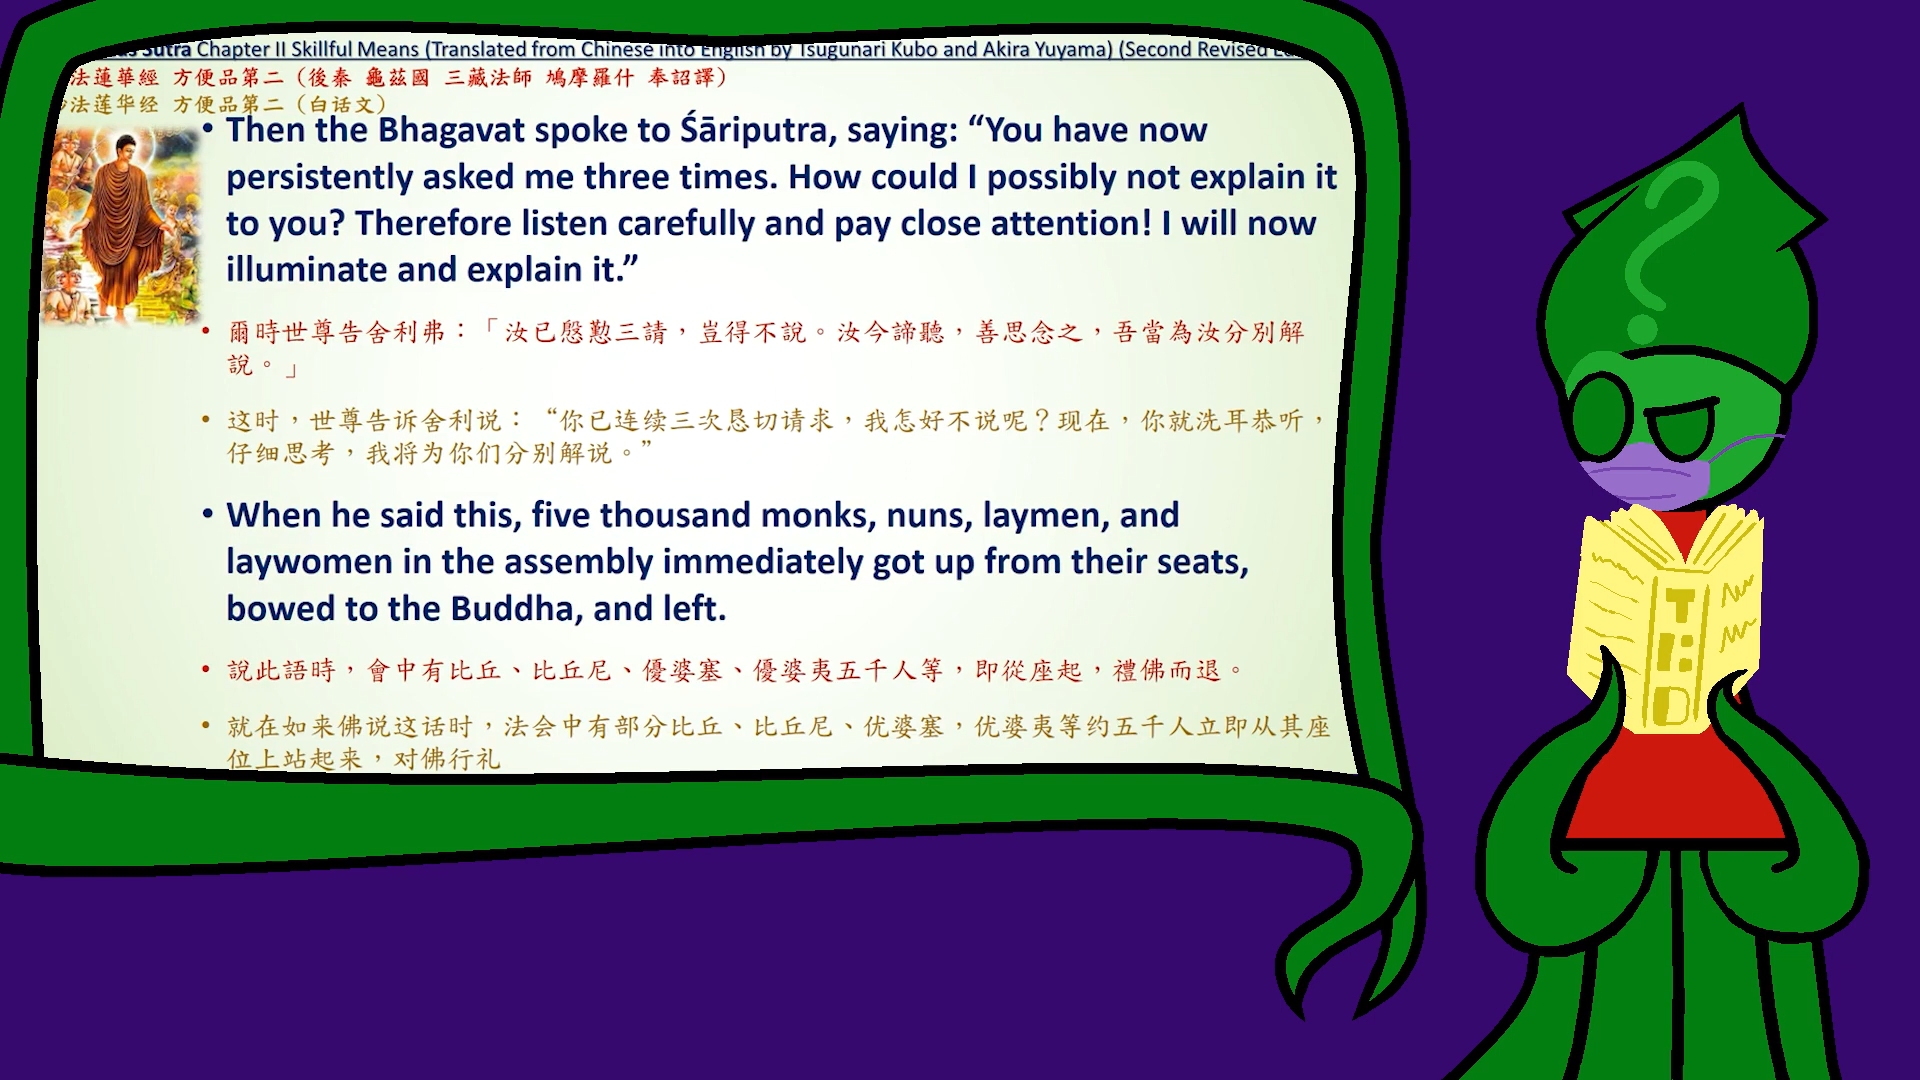 Sutra Chapter II Skillful Means (Translated from Chinese into English by Tsugunari Kubo and Akira Yuyama) (Second Revised
法蓮華經 方便品第二（後秦 龜茲國 三藏法師 鳩摩羅什 奉詔譯）
法莲华经 方便品第二（白话文）
• Then the Bhagavat spoke to Śāriputra, saying: “You have now
persistently asked me three times. How could I possibly not explain it
to you? Therefore listen carefully and pay close attention! I will now
illuminate and explain it.”
• 爾時世尊告舍利弗：「汝已慇懃三請，豈得不說。汝今諦聽，善思念之，吾當為汝分別解
說。」
• 这时，世尊告诉舍利说：“你已连续三次恳切请求，我怎好不说呢？现在，你就洗耳恭听，
仔细思考，我将为你们分别解说。”
• When he said this, five thousand monks, nuns, laymen, and
laywomen in the assembly immediately got up from their seats,
bowed to the Buddha, and left.
• 說此語時，會中有比丘、比丘尼、優婆塞、優婆夷五千人等，即從座起，禮佛而退。
• 就在如来佛说这话时，法会中有部分比丘、比丘尼、优婆塞，优婆夷等约五千人立即从其座
位上站起来，对佛行礼
?